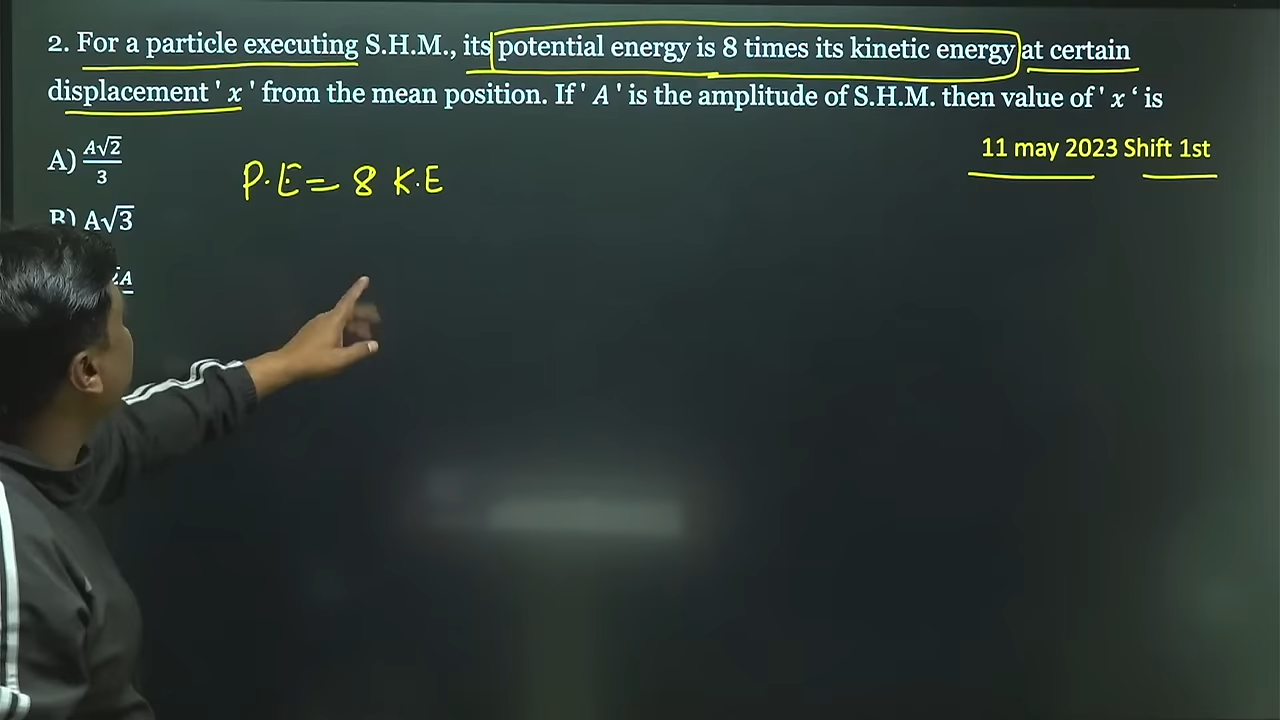 2. For a particle executing S.H.M., its potential energy is 8 times its kinetic energy at certain
displacement ' x ' from the mean position. If ' A ' is the amplitude of S.H.M. then value of ' x ‘ is
11 may 2023 Shift 1st
A) A√2/3
P.E = 8 K.E
B) A√3